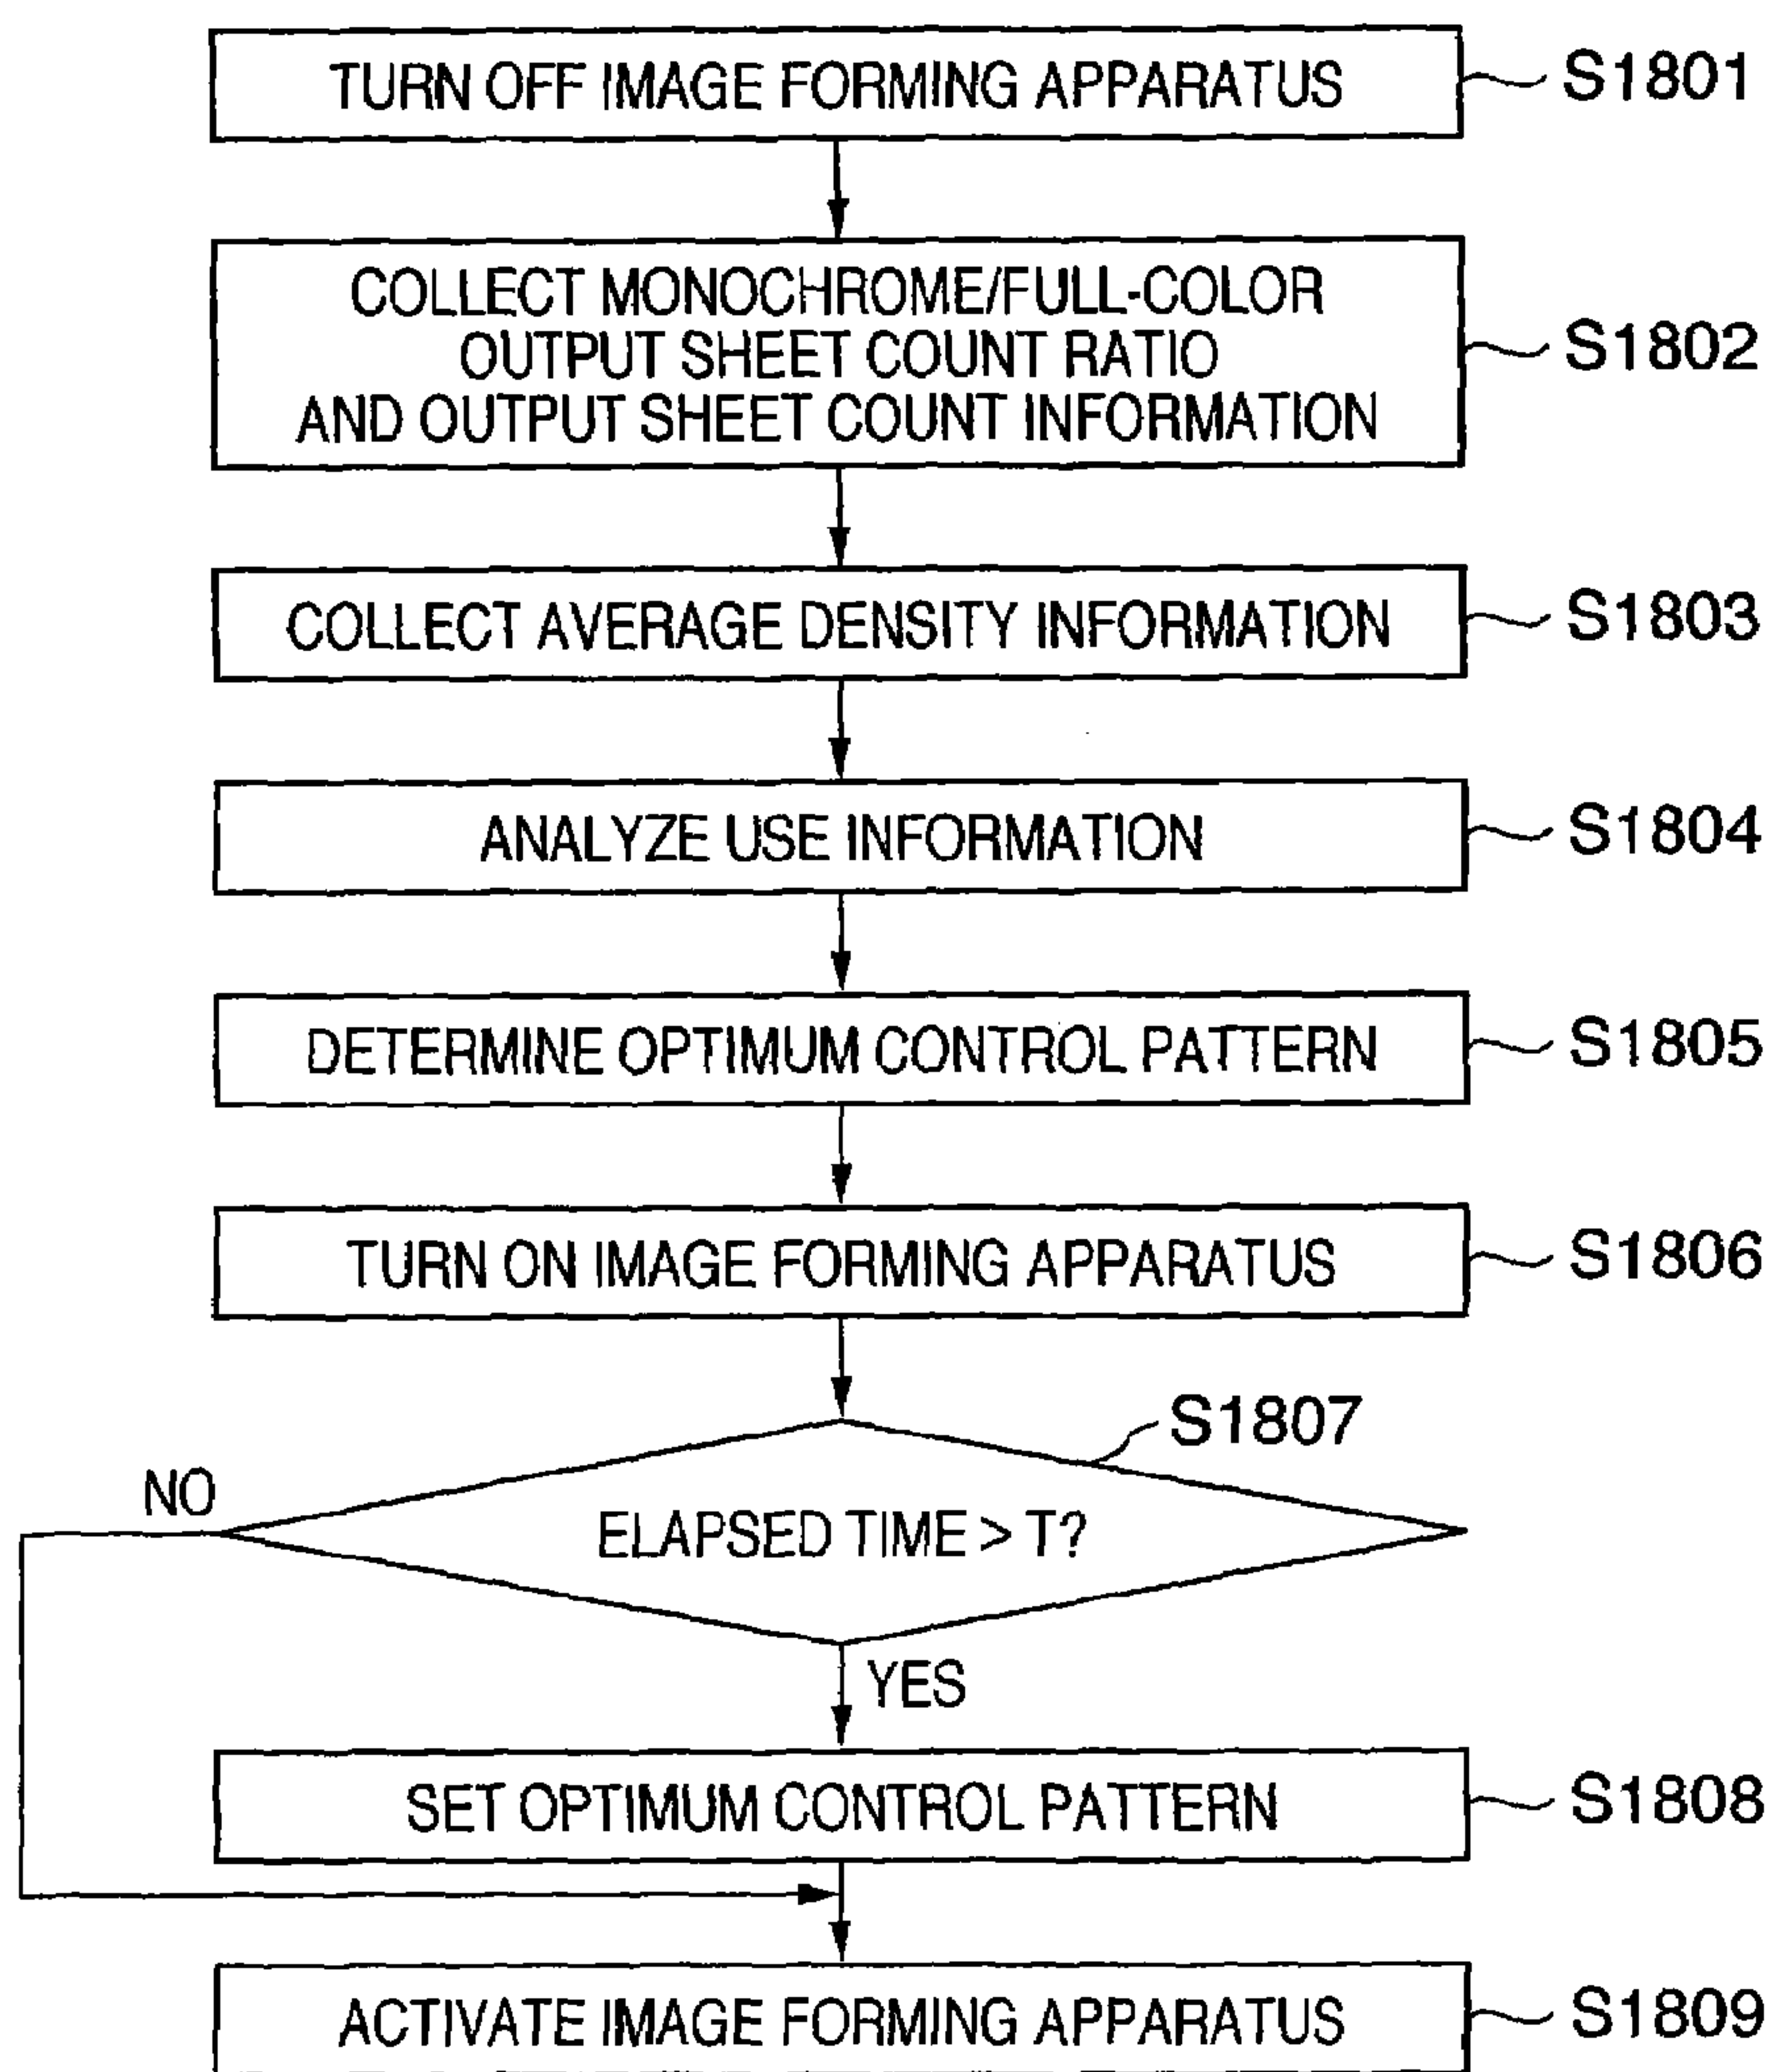 TURN OFF IMAGE FORMING APPARATUS
S1801
COLLECT MONOCHROME/FULL-COLOR
OUTPUT SHEET COUNT RATIO
AND OUTPUT SHEET COUNT INFORMATION
S1802
COLLECT AVERAGE DENSITY INFORMATION
S1803
ANALYZE USE INFORMATION
S1804
DETERMINE OPTIMUM CONTROL PATTERN
S1805
TURN ON IMAGE FORMING APPARATUS
S1806
S1807
NO
ELAPSED TIME > T?
YES
SET OPTIMUM CONTROL PATTERN
S1808
ACTIVATE IMAGE FORMING APPARATUS
S1809